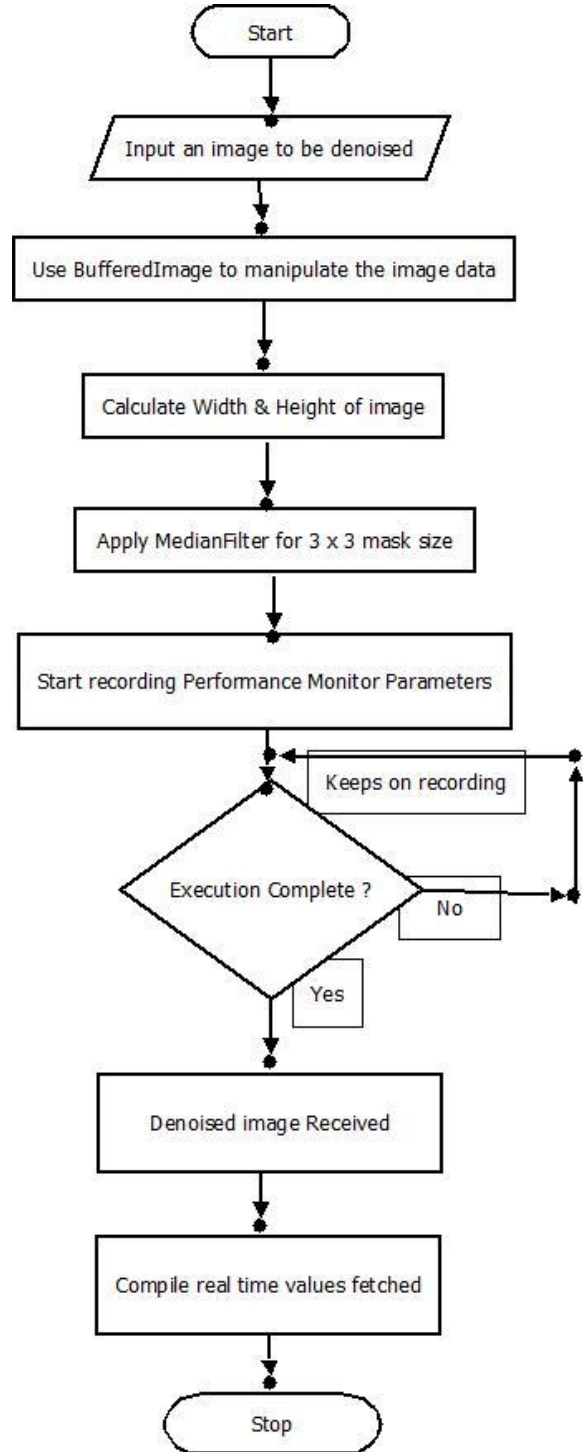 Start
Input an image to be denoised
Use BufferedImage to manipulate the image data
Calculate Width & Height of image
Apply MedianFilter for 3 x 3 mask size
Start recording Performance Monitor Parameters
Keeps on recording
Execution Complete ?
No
Yes
Denoised image Received
Compile real time values fetched
Stop